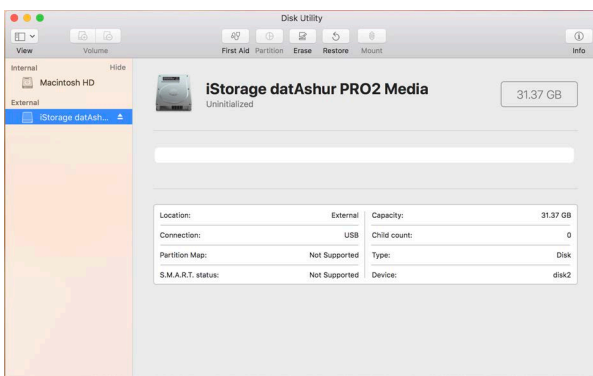 Disk Utility
View Volume First Aid Partition Erase Restore Mount Info
Internal Hide
Macintosh HD
External
iStorage datAsh...
iStorage datAshur PRO2 Media
Uninitialized
31.37 GB
Location: External Capacity: 31.37 GB
Connection: USB Child count: 0
Partition Map: Not Supported Type: Disk
S.M.A.R.T. status: Not Supported Device: disk2